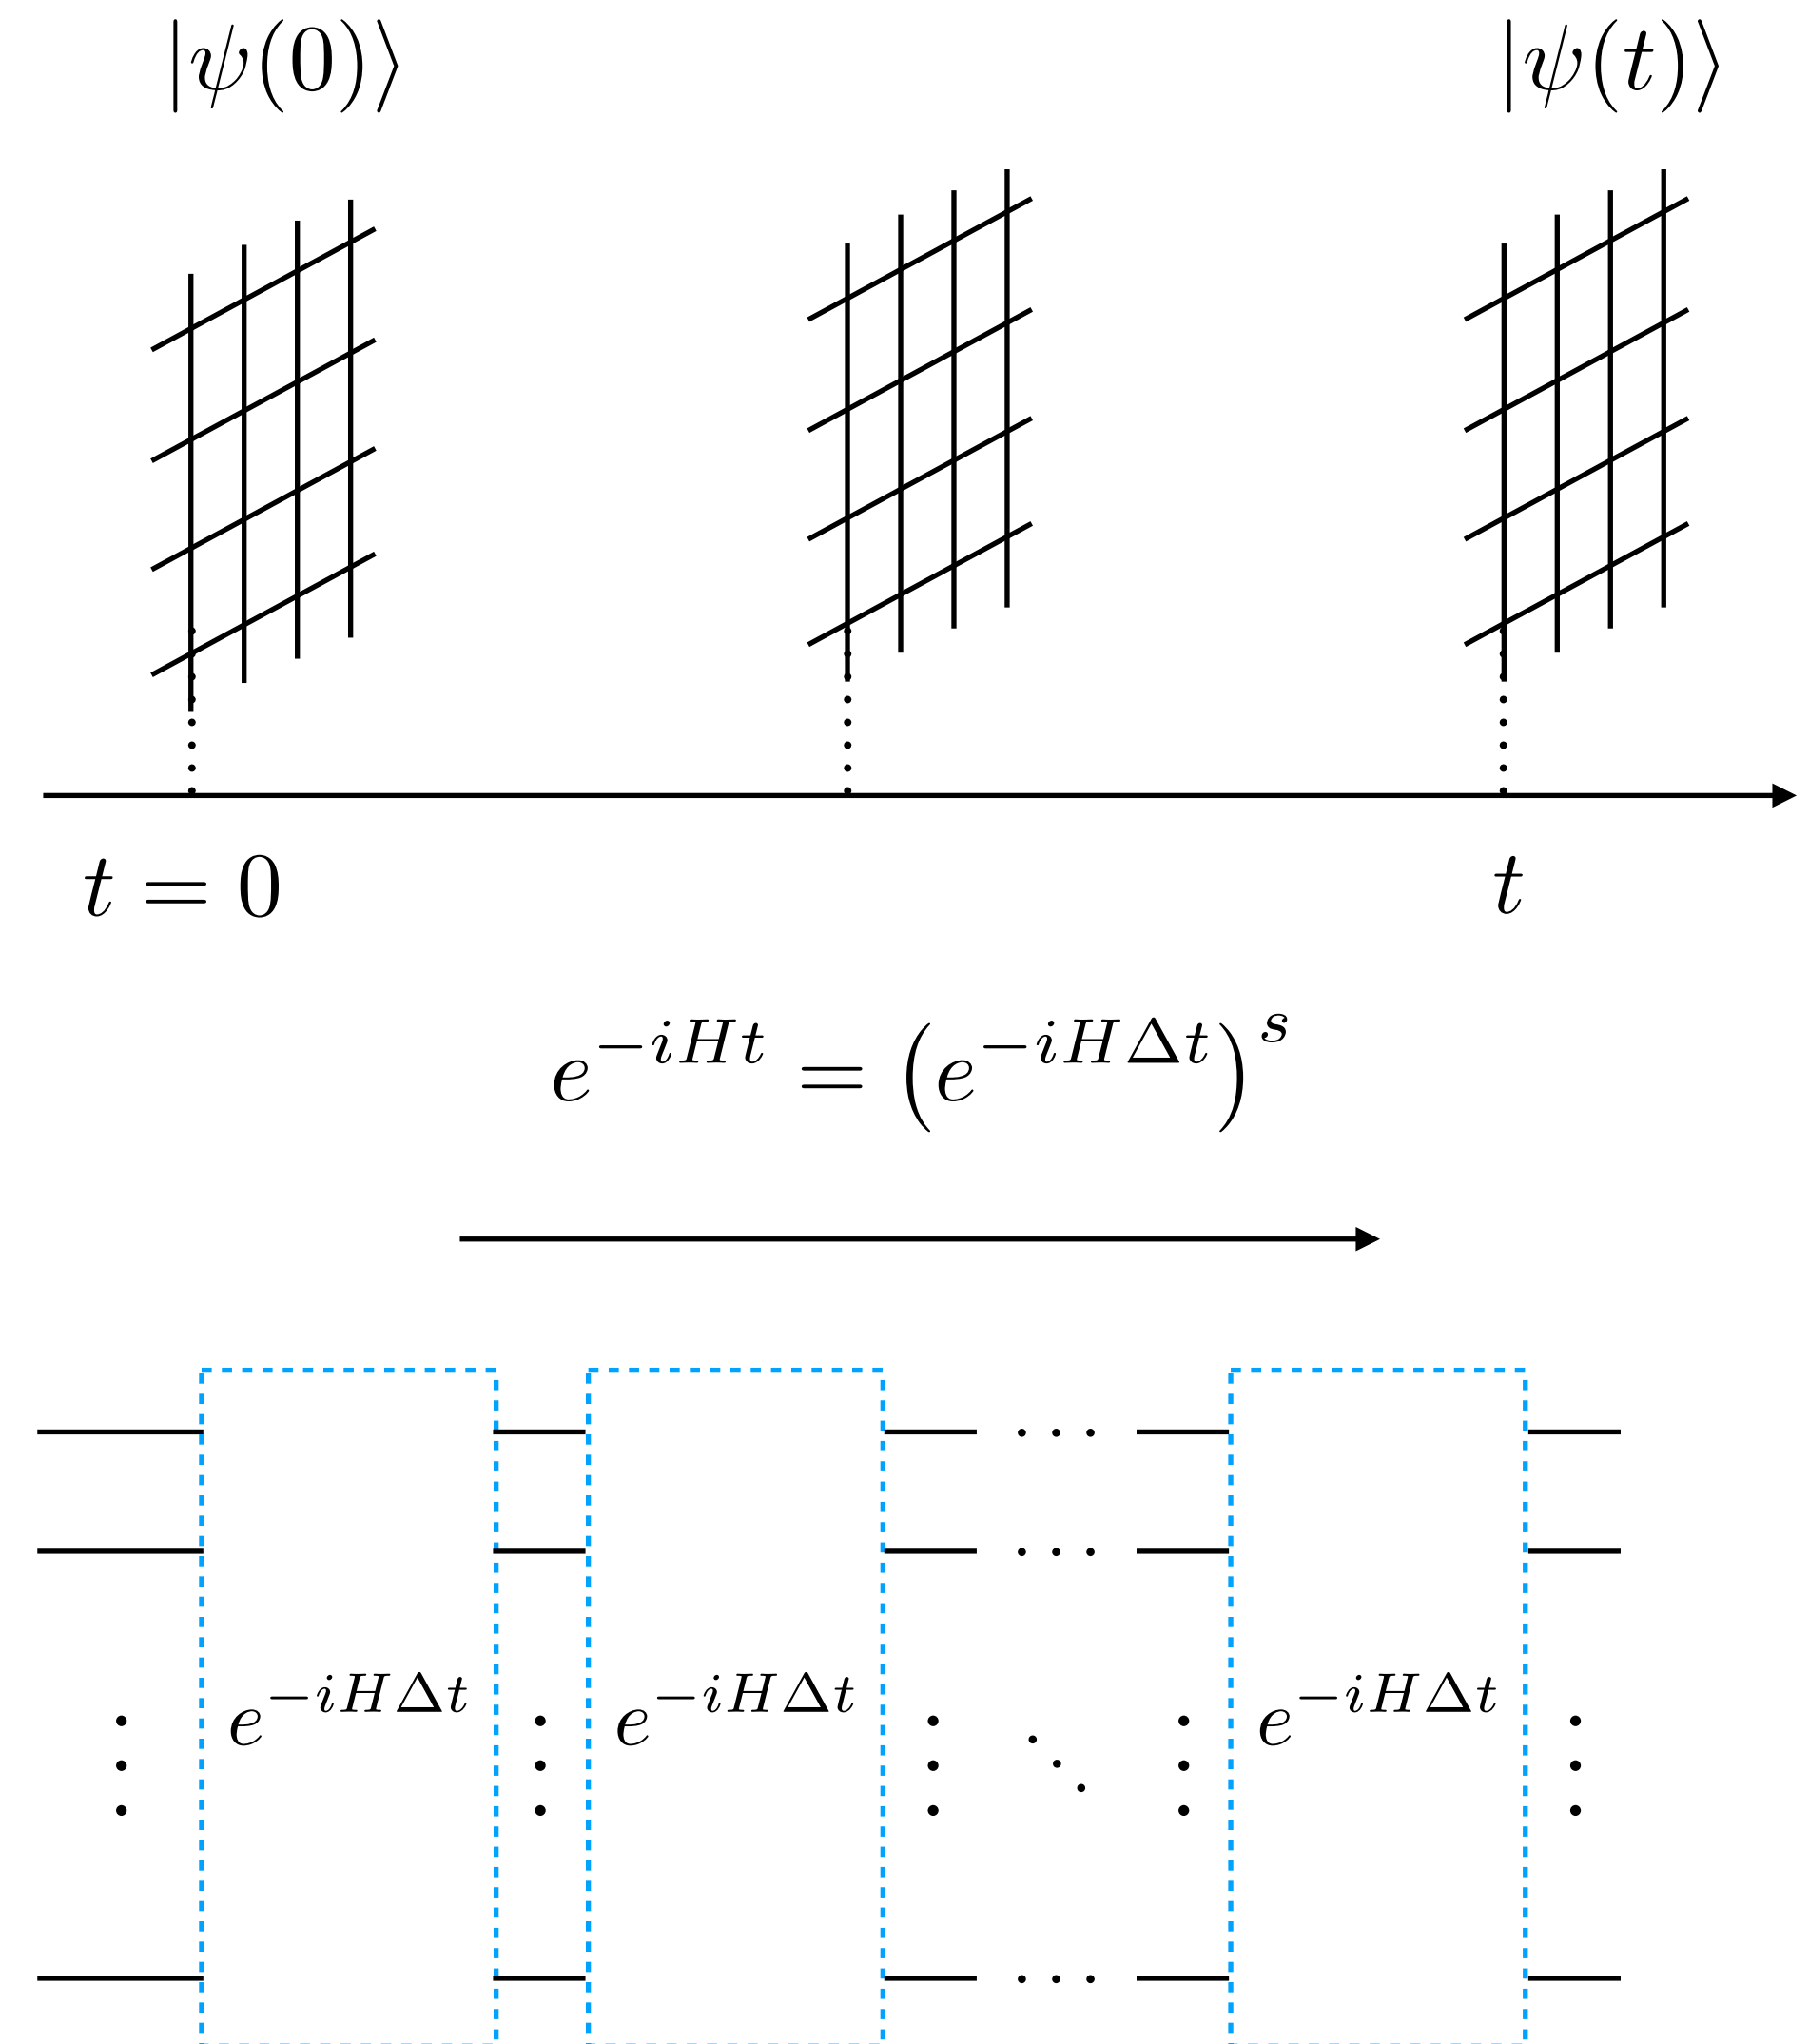 |ψ(0)⟩ |ψ(t)⟩
t = 0 t
e^{-iHt} = (e^{-iHΔt})^s
e^{-iHΔt} e^{-iHΔt} e^{-iHΔt}